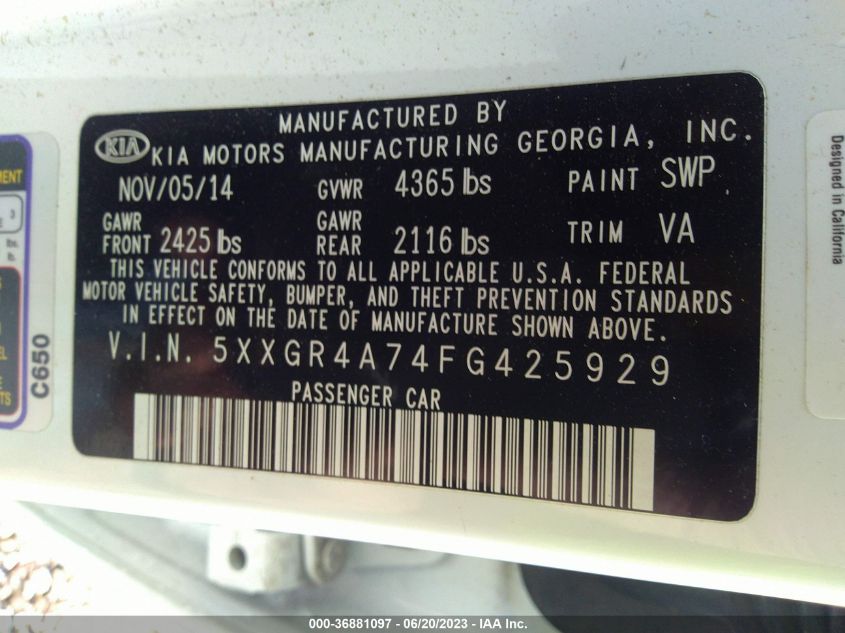 MANUFACTURED BY
KIA KIA MOTORS MANUFACTURING GEORGIA, INC.
NOV/05/14 GVWR 4365 lbs PAINT SWP
GAWR FRONT 2425 lbs GAWR REAR 2116 lbs TRIM VA
THIS VEHICLE CONFORMS TO ALL APPLICABLE U.S.A. FEDERAL
MOTOR VEHICLE SAFETY, BUMPER, AND THEFT PREVENTION STANDARDS
IN EFFECT ON THE DATE OF MANUFACTURE SHOWN ABOVE.
V.I.N. 5XXGR4A74FG425929
PASSENGER CAR
C650
Designed in California
3
lbs.
lb.
000-36881097 / 06/20/2023 - IAA Inc.